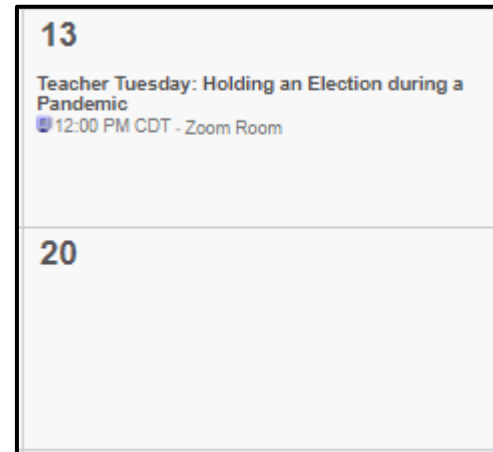 13
Teacher Tuesday: Holding an Election during a
Pandemic
12:00 PM CDT - Zoom Room
20